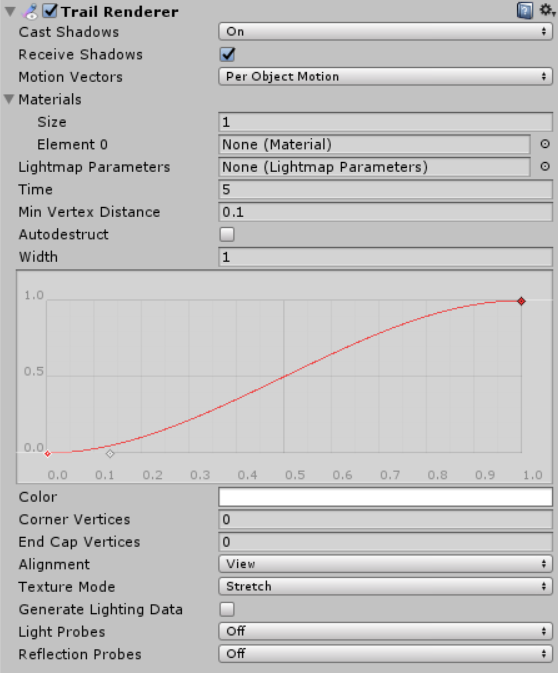 Trail Renderer
Cast Shadows On
Receive Shadows
Motion Vectors Per Object Motion
Materials
Size 1
Element 0 None (Material)
Lightmap Parameters None (Lightmap Parameters)
Time 5
Min Vertex Distance 0.1
Autodestruct
Width 1
1.0
0.5
0.0
0.0 0.1 0.2 0.3 0.4 0.5 0.6 0.7 0.8 0.9 1.0
Color
Corner Vertices 0
End Cap Vertices 0
Alignment View
Texture Mode Stretch
Generate Lighting Data
Light Probes Off
Reflection Probes Off